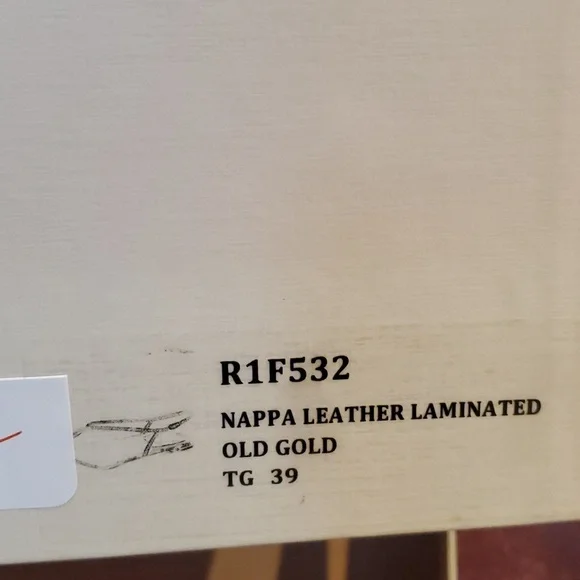 R1F532
NAPPA LEATHER LAMINATED
OLD GOLD
TG 39